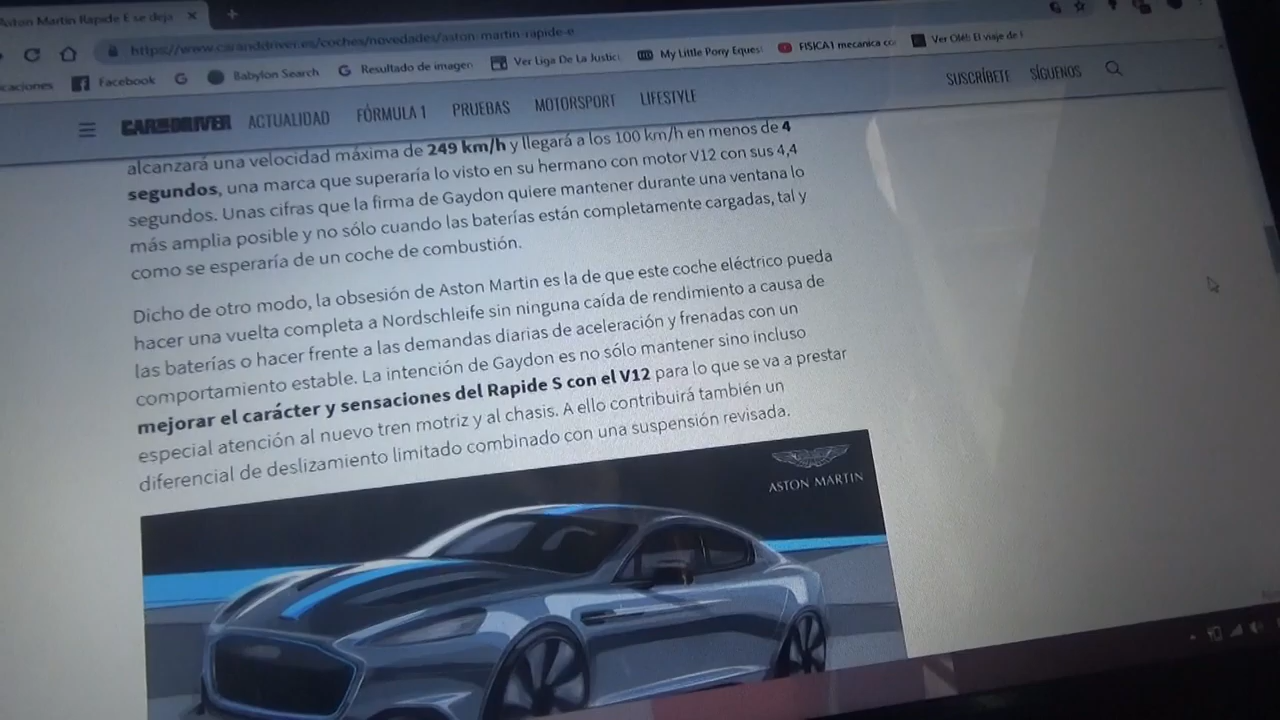 Aston Martin Rapide E se deja
https://www.caranddriver.es/coches/novedades/aston-martin-rapide-e
caciones Facebook Babylon Search Resultado de imagen Ver Liga De La Justici My Little Pony Equest FISICA1 mecanica co Ver Olé!: El viaje de
CAR AND DRIVER ACTUALIDAD FÓRMULA 1 PRUEBAS MOTORSPORT LIFESTYLE SUSCRÍBETE SÍGUENOS
alcanzará una velocidad máxima de 249 km/h y llegará a los 100 km/h en menos de 4
segundos, una marca que superaría lo visto en su hermano con motor V12 con sus 4,4
segundos. Unas cifras que la firma de Gaydon quiere mantener durante una ventana lo
más amplia posible y no sólo cuando las baterías están completamente cargadas, tal y
como se esperaría de un coche de combustión.
Dicho de otro modo, la obsesión de Aston Martin es la de que este coche eléctrico pueda
hacer una vuelta completa a Nordschleife sin ninguna caída de rendimiento a causa de
las baterías o hacer frente a las demandas diarias de aceleración y frenadas con un
comportamiento estable. La intención de Gaydon es no sólo mantener sino incluso
mejorar el carácter y sensaciones del Rapide S con el V12 para lo que se va a prestar
especial atención al nuevo tren motriz y al chasis. A ello contribuirá también un
diferencial de deslizamiento limitado combinado con una suspensión revisada.
ASTON MARTIN